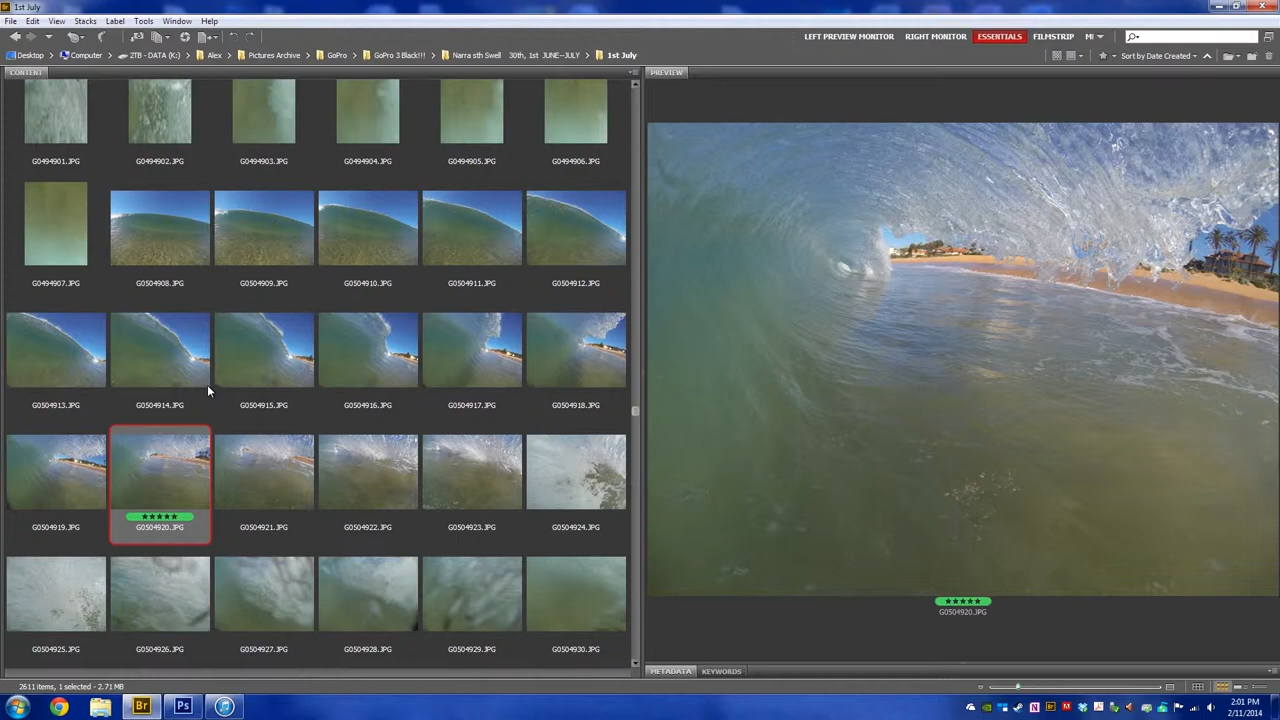 Br 1st July
File Edit View Stacks Label Tools Window Help
LEFT PREVIEW MONITOR RIGHT MONITOR ESSENTIALS FILMSTRIP
Desktop Computer 2TB - DATA (K:) Alex Pictures Archive GoPro GoPro 3 Black!!! Narra sth Swell 30th, 1st JUNE--JULY 1st July
Sort by Date Created
CONTENT
PREVIEW
G0494901.JPG G0494902.JPG G0494903.JPG G0494904.JPG G0494905.JPG G0494906.JPG
G0494907.JPG G0504908.JPG G0504909.JPG G0504910.JPG G0504911.JPG G0504912.JPG
G0504913.JPG G0504914.JPG G0504915.JPG G0504916.JPG G0504917.JPG G0504918.JPG
G0504919.JPG G0504920.JPG G0504921.JPG G0504922.JPG G0504923.JPG G0504924.JPG
G0504925.JPG G0504926.JPG G0504927.JPG G0504928.JPG G0504929.JPG G0504930.JPG
G0504920.JPG
METADATA KEYWORDS
2611 items, 1 selected - 2.71 MB
Br Ps
2:01 PM
2/11/2014